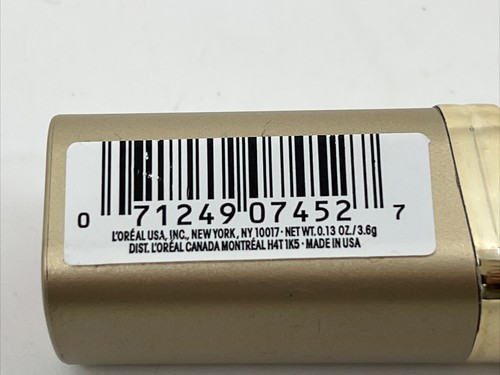 0 71249 07452 7
L'ORÉAL USA, INC., NEW YORK, NY 10017 · NET WT. 0.13 OZ./3.6g
DIST. L'ORÉAL CANADA MONTRÉAL H4T 1K5 · MADE IN USA